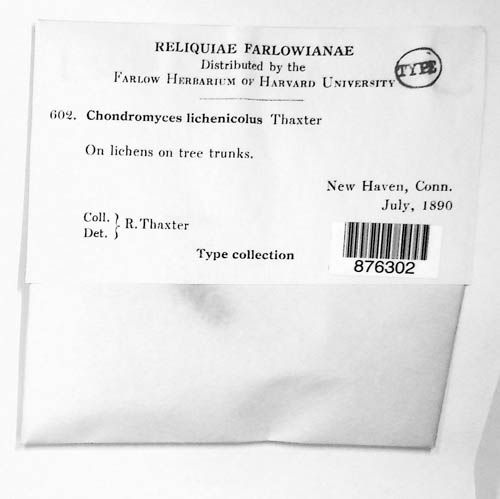 RELIQUIAE FARLOWIANAE
Distributed by the
FARLOW HERBARIUM OF HARVARD UNIVERSITY
TYPE
602. Chondromyces lichenicolus Thaxter
On lichens on tree trunks.
New Haven, Conn.
July, 1890
Coll. } R. Thaxter
Det.
Type collection
876302